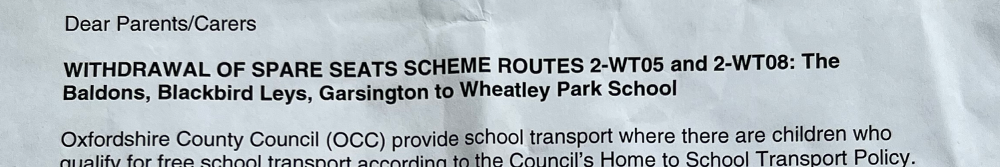 Dear Parents/Carers
WITHDRAWAL OF SPARE SEATS SCHEME ROUTES 2-WT05 and 2-WT08: The
Baldons, Blackbird Leys, Garsington to Wheatley Park School
Oxfordshire County Council (OCC) provide school transport where there are children who
qualify for free school transport according to the Council's Home to School Transport Policy.